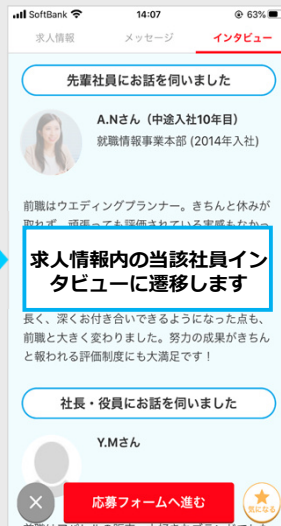 SoftBank 14:07 63%
求人情報 メッセージ インタビュー
先輩社員にお話を伺いました
A.Nさん（中途入社10年目）
就職情報事業本部 (2014年入社)
前職はウエディングプランナー。きちんと休みが
取れず、頑張っても評価されている実感もなかっ
求人情報内の当該社員イン
タビューに遷移します
長く、深くお付き合いできるようになった点も、
前職と大きく変わりました。努力の成果がきちん
と報われる評価制度にも大満足です！
社長・役員にお話を伺いました
Y.Mさん
応募フォームへ進む
気になる